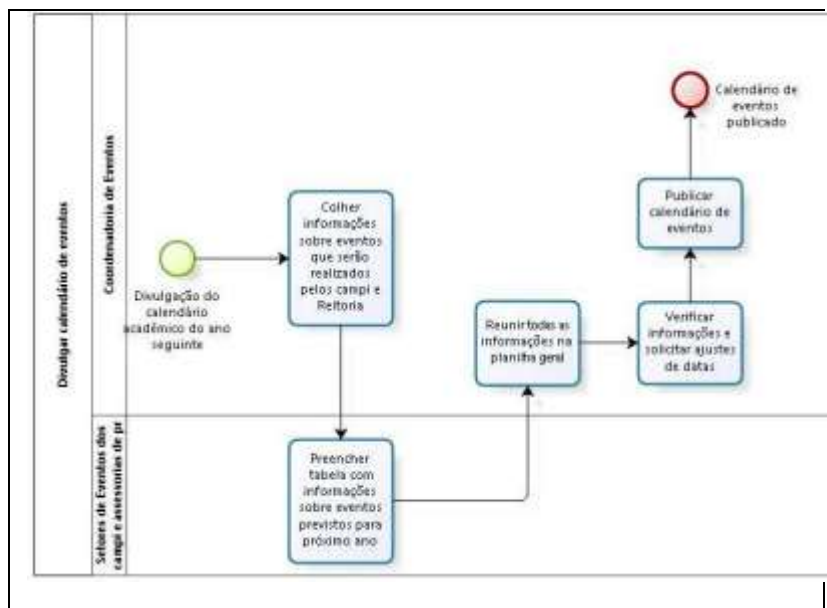 Divulgar calendário de eventos
Coordenadoria de Eventos
Divulgação do
calendário
acadêmico do ano
seguinte
Colher
informações
sobre eventos
que serão
realizados
pelos campi e
Reitoria
Setores de Eventos dos
campi e assessorias de pr
Preencher
tabela com
informações
sobre eventos
previstos para
próximo ano
Reunir todas as
informações na
planilha geral
Verificar
informações e
solicitar ajustes
de datas
Publicar
calendário de
eventos
Calendário de
eventos
publicado